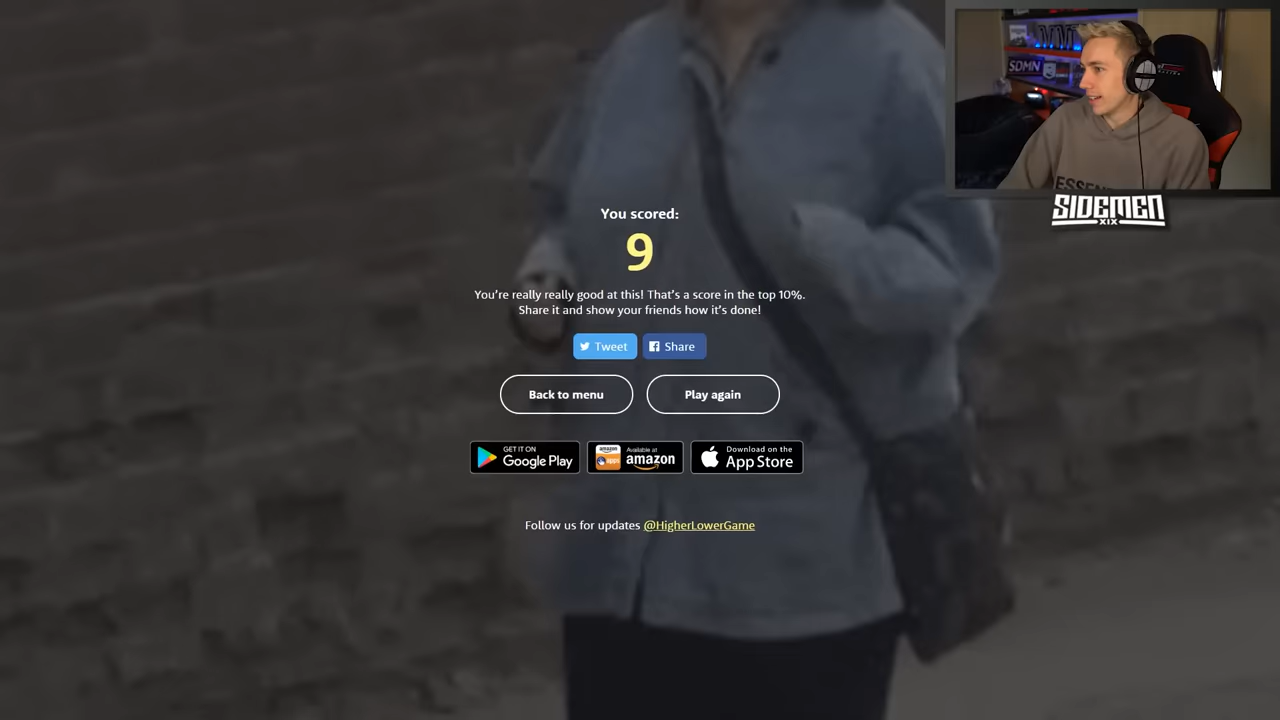 SDMN
ESSEN
SIDEMEN
XIX
You scored:
9
You're really really good at this! That's a score in the top 10%.
Share it and show your friends how it's done!
Tweet
Share
Back to menu
Play again
GET IT ON
Google Play
amazon
apps
Available at
amazon
Download on the
App Store
Follow us for updates @HigherLowerGame